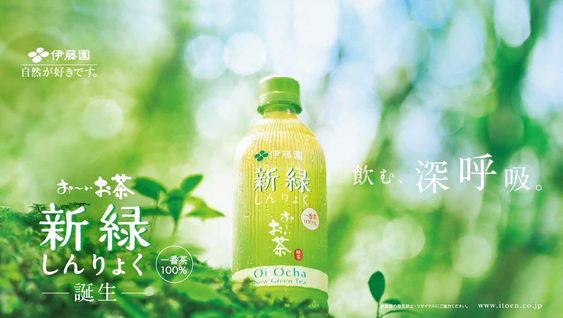 伊藤園
自然が好きです。
お〜いお茶
新緑
しんりょく
誕生
一番茶
100%
伊藤園
新緑
しんりょく
お〜い
お茶
緑茶
一番茶
100%
Oi Ocha
New Green Tea
飲む、深呼吸。
www.itoen.co.jp